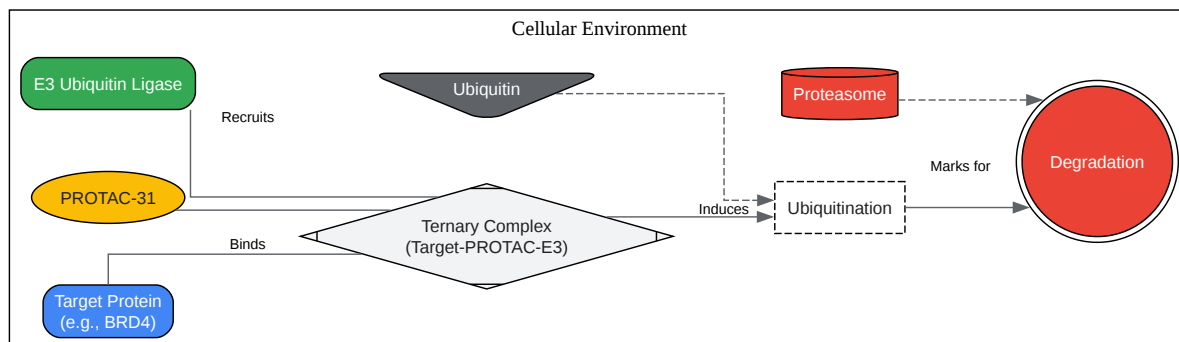 Cellular Environment
E3 Ubiquitin Ligase
Recruits
Ubiquitin
Proteasome
PROTAC-31
Binds
Target Protein
(e.g., BRD4)
Ternary Complex
(Target-PROTAC-E3)
Induces
Ubiquitination
Marks for
Degradation